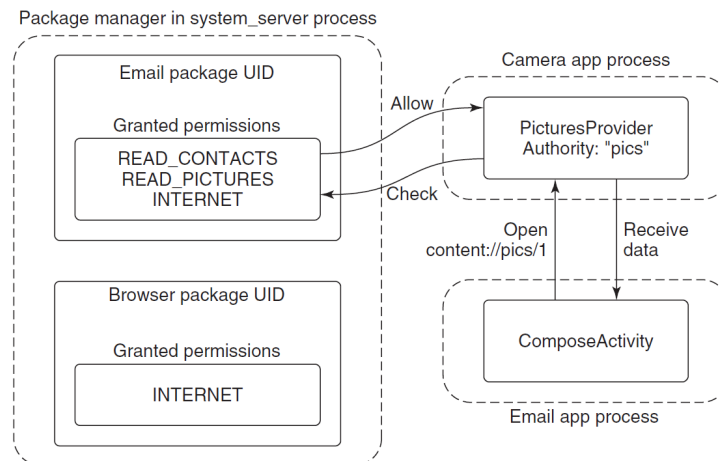 Package manager in system_server process
Email package UID
Granted permissions
READ_CONTACTS
READ_PICTURES
INTERNET
Browser package UID
Granted permissions
INTERNET
Allow
Check
Camera app process
PicturesProvider
Authority: "pics"
Open
content://pics/1
Receive
data
ComposeActivity
Email app process